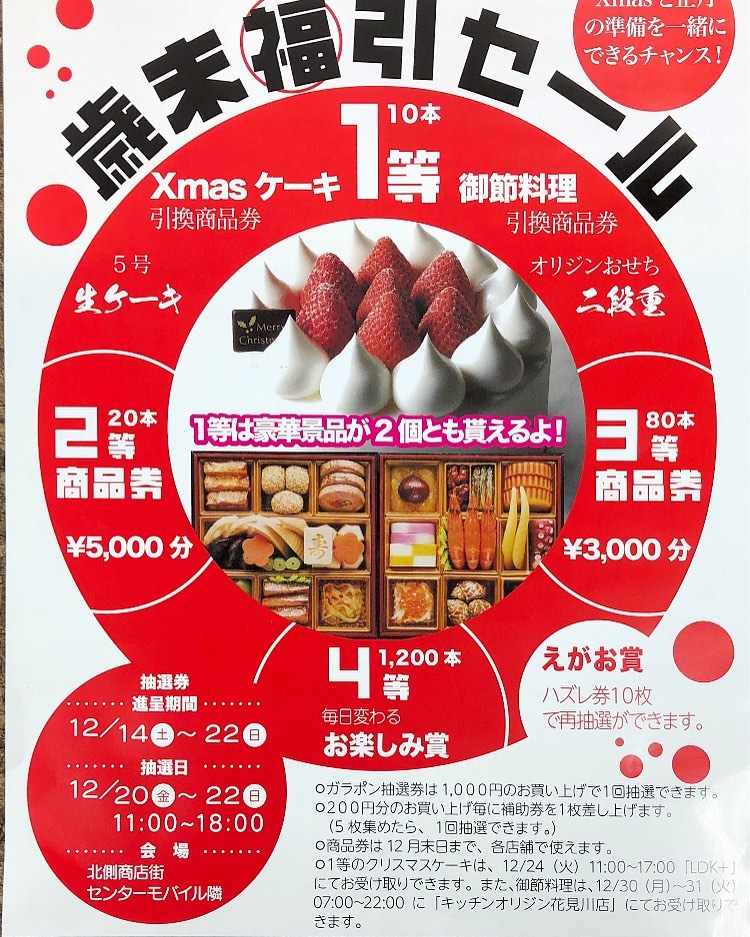 Xmasと正月
の準備を一緒に
できるチャンス!
歳末福引セール
1等 10本
Xmas ケーキ
引換商品券
5号
生ケーキ
御節料理
引換商品券
オリジンおせち
二段重
Merry
Christm
1等は豪華景品が2個とも貰えるよ!
寿
2等 20本
商品券
¥5,000分
3等 80本
商品券
¥3,000分
4等 1,200本
毎日変わる
お楽しみ賞
えがお賞
ハズレ券10枚
で再抽選ができます。
抽選券
進呈期間
12/14(土)~22(日)
抽選日
12/20(金)~22(日)
11:00~18:00
会場
北側商店街
センターモバイル隣
○ガラポン抽選券は1,000円のお買い上げで1回抽選できます。
○200円分のお買い上げ毎に補助券を1枚差し上げます。
(5枚集めたら、1回抽選できます。)
○商品券は12月末日まで、各店舗で使えます。
○1等のクリスマスケーキは、12/24(火)11:00~17:00「LDK+」
にてお受け取りできます。また、御節料理は、12/30(月)~31(火)
07:00~22:00に「キッチンオリジン花見川店」にてお受け取りで
きます。